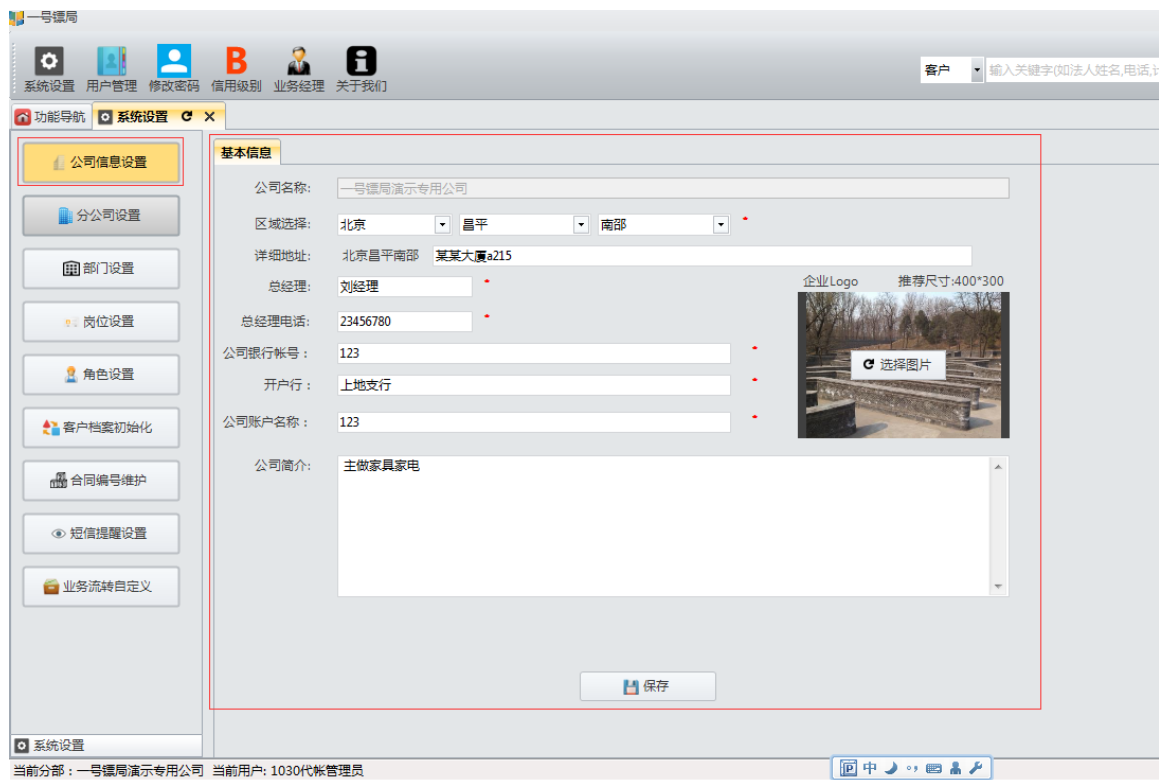 一号镖局
系统设置 用户管理 修改密码 信用级别 业务经理 关于我们
客户 输入关键字(如法人姓名,电话,
功能导航 系统设置
公司信息设置
分公司设置
部门设置
岗位设置
角色设置
客户档案初始化
合同编号维护
短信提醒设置
业务流转自定义
系统设置
基本信息
公司名称: 一号镖局演示专用公司
区域选择: 北京 昌平 南邵 *
详细地址: 北京昌平南邵 某某大厦a215
总经理: 刘经理 *
总经理电话: 23456780 *
公司银行帐号： 123 *
开户行： 上地支行 *
公司账户名称： 123 *
公司简介: 主做家具家电
企业Logo 推荐尺寸:400*300
选择图片
保存
当前分部：一号镖局演示专用公司 当前用户: 1030代帐管理员
P 中